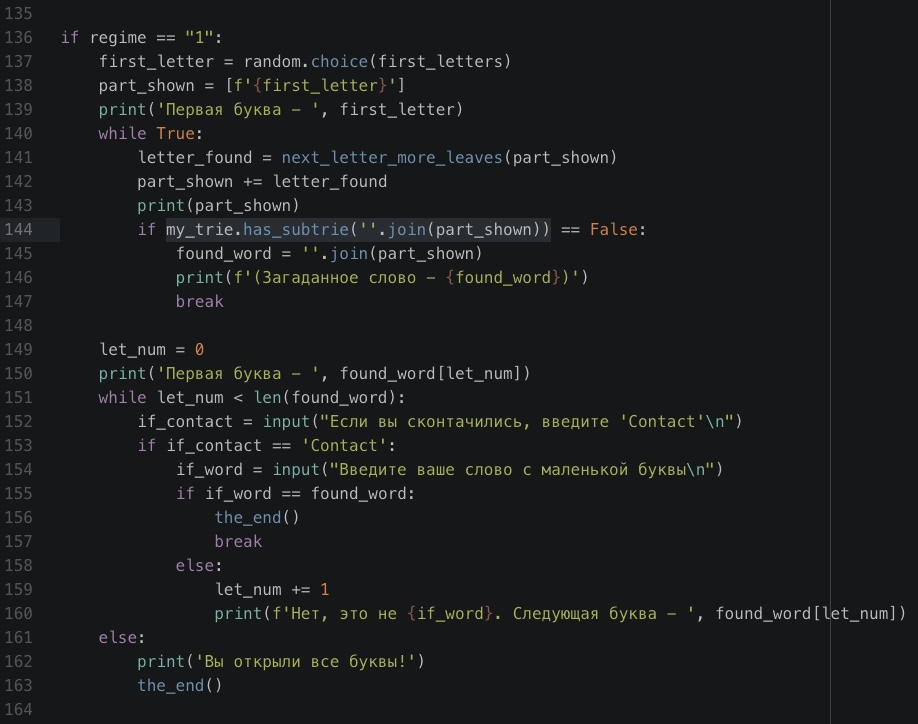 135
136 if regime == "1":
137     first_letter = random.choice(first_letters)
138     part_shown = [f'{first_letter}']
139     print('Первая буква – ', first_letter)
140     while True:
141         letter_found = next_letter_more_leaves(part_shown)
142         part_shown += letter_found
143         print(part_shown)
144         if my_trie.has_subtrie(''.join(part_shown)) == False:
145             found_word = ''.join(part_shown)
146             print(f'(Загаданное слово – {found_word})')
147             break
148
149     let_num = 0
150     print('Первая буква – ', found_word[let_num])
151     while let_num < len(found_word):
152         if_contact = input("Если вы сконтачились, введите 'Contact'\n")
153         if if_contact == 'Contact':
154             if_word = input("Введите ваше слово с маленькой буквы\n")
155             if if_word == found_word:
156                 the_end()
157                 break
158             else:
159                 let_num += 1
160                 print(f'Нет, это не {if_word}. Следующая буква – ', found_word[let_num])
161     else:
162         print('Вы открыли все буквы!')
163         the_end()
164